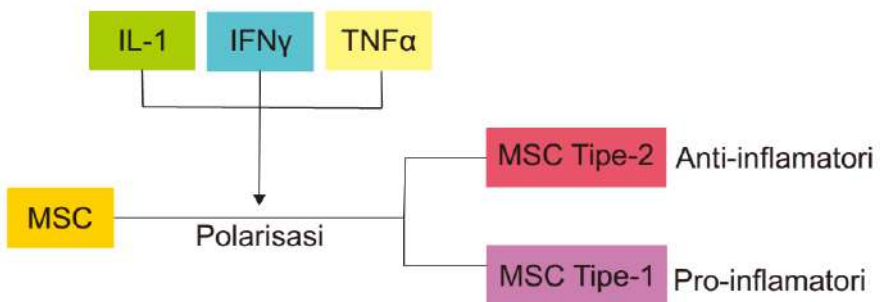 IL-1 IFNγ TNFα
MSC Tipe-2 Anti-inflamatori
MSC
Polarisasi
MSC Tipe-1 Pro-inflamatori